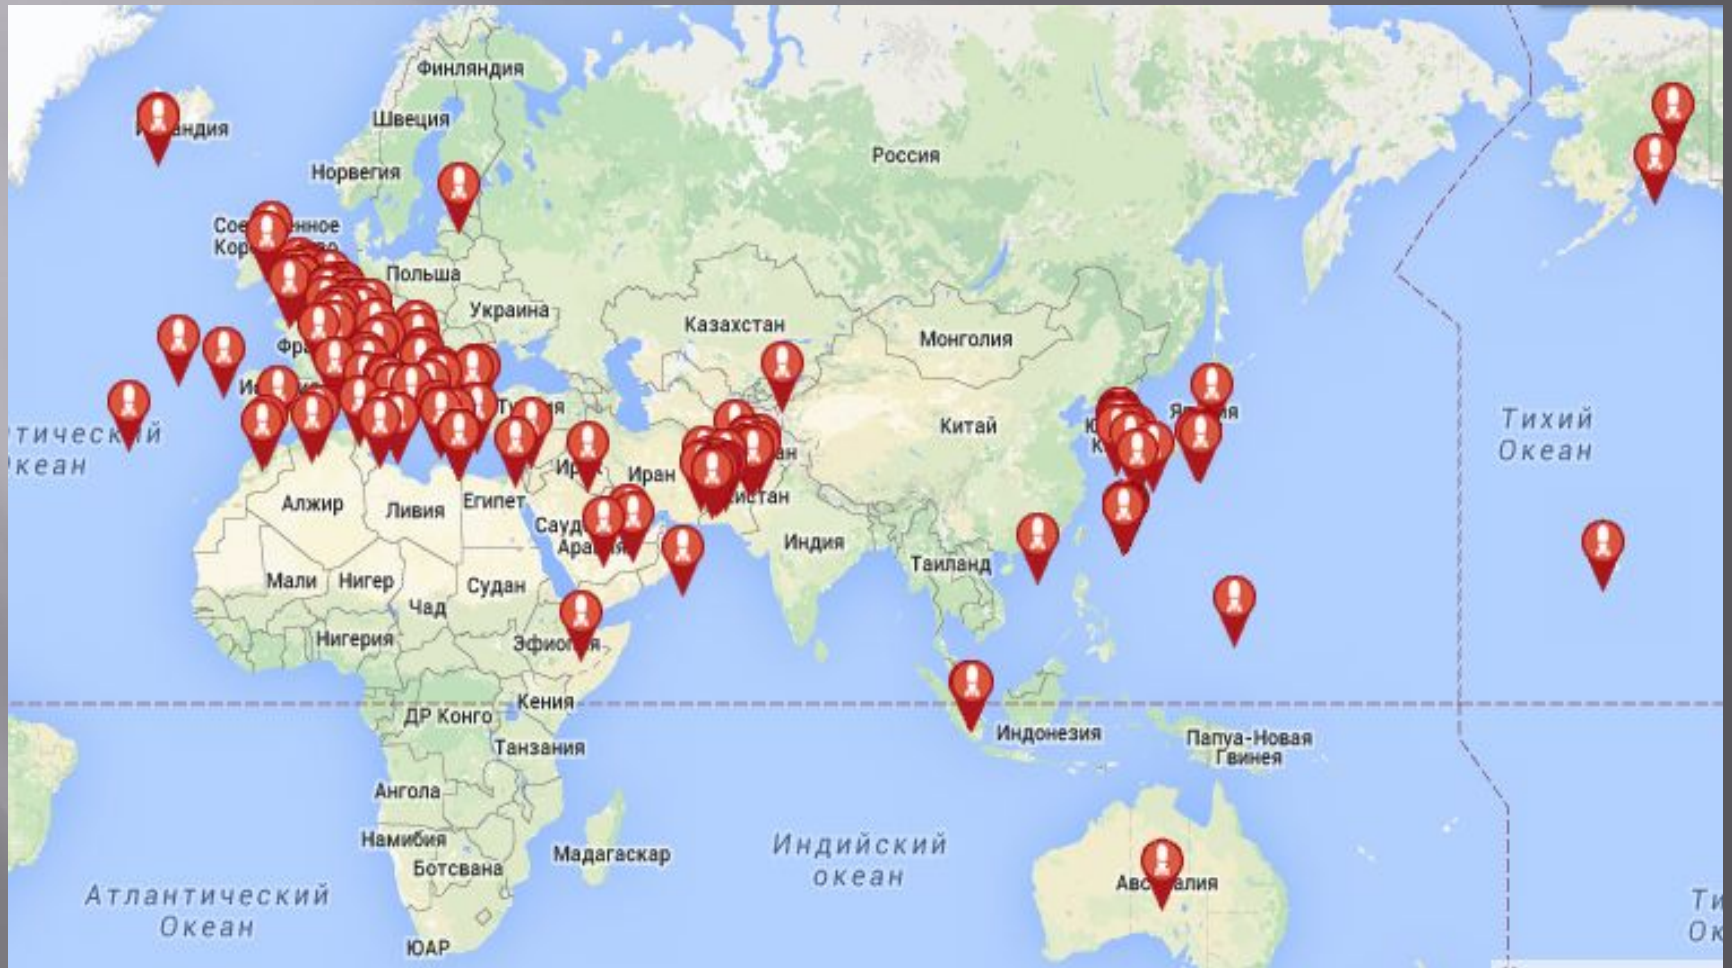 Финляндия
Швеция
Россия
Норвегия
Польша
Украина
Казахстан
Монголия
Китай
Тихий
Океан
Иран
Алжир
Ливия
Египет
Индия
Таиланд
Мали
Нигер
Судан
Чад
Нигерия
Кения
ДР Конго
Индонезия
Танзания
Папуа-Новая
Гвинея
Ангола
Намибия
Ботсвана
Мадагаскар
Индийский
океан
Атлантический
Океан
ЮАР